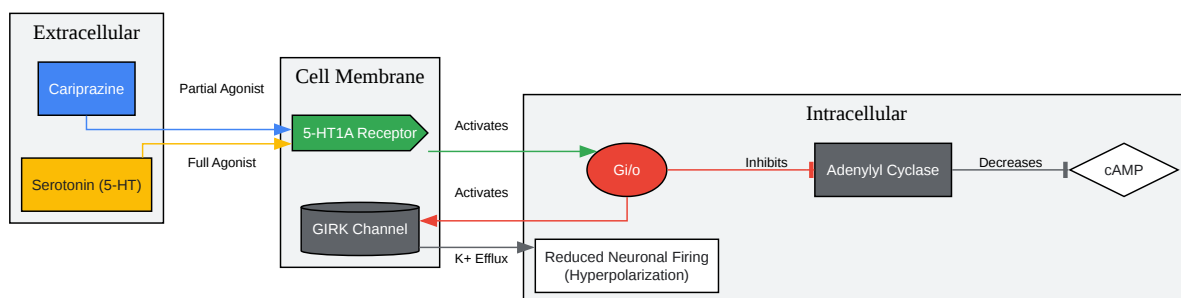 Extracellular
Cariprazine
Serotonin (5-HT)
Partial Agonist
Full Agonist
Cell Membrane
5-HT1A Receptor
GIRK Channel
Activates
Activates
K+ Efflux
Intracellular
Gi/o
Inhibits
Adenylyl Cyclase
Decreases
cAMP
Reduced Neuronal Firing
(Hyperpolarization)